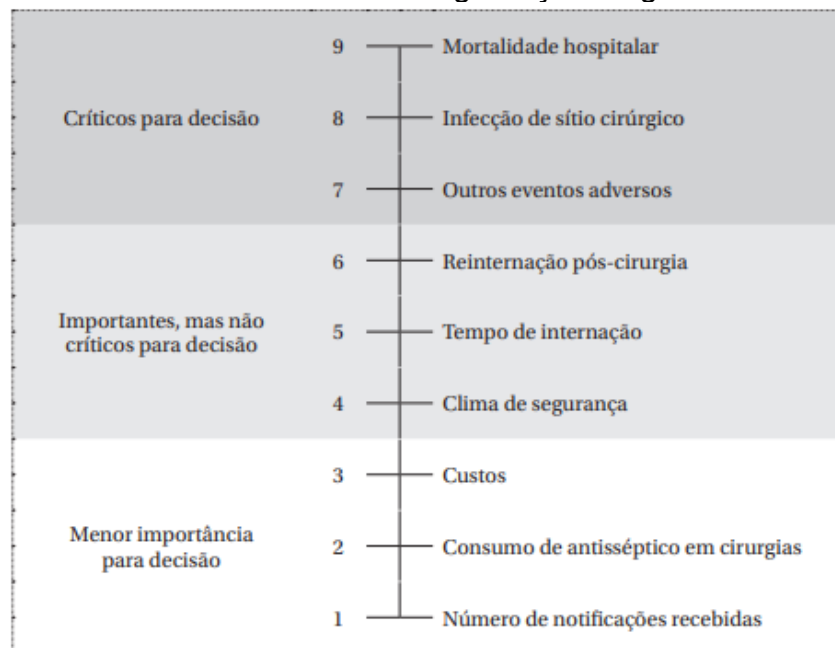 9 Mortalidade hospitalar
Críticos para decisão 8 Infecção de sítio cirúrgico
7 Outros eventos adversos
6 Reinternação pós-cirurgia
Importantes, mas não
críticos para decisão
5 Tempo de internação
4 Clima de segurança
3 Custos
Menor importância
para decisão
2 Consumo de antisséptico em cirurgias
1 Número de notificações recebidas